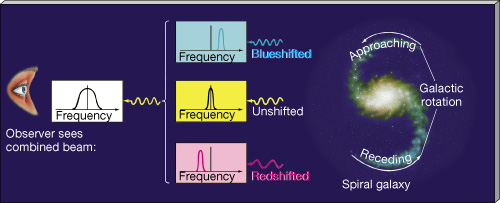 Frequency
Observer sees
combined beam:
Frequency
Blueshifted
Frequency
Unshifted
Frequency
Redshifted
Approaching
Galactic
rotation
Receding
Spiral galaxy